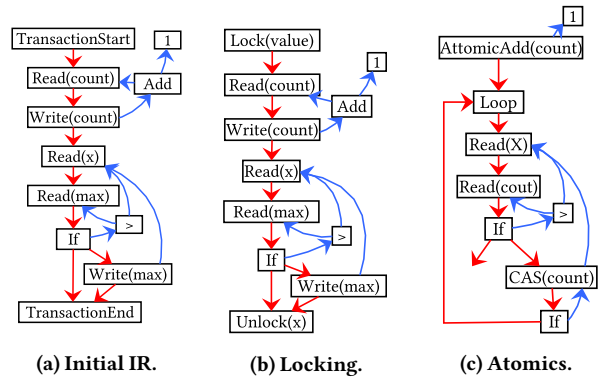 TransactionStart
1
Read(count)
Add
Write(count)
Read(x)
Read(max)
>
If
Write(max)
TransactionEnd
(a) Initial IR.
Lock(value)
1
Read(count)
Add
Write(count)
Read(x)
Read(max)
>
If
Write(max)
Unlock(x)
(b) Locking.
1
AttomicAdd(count)
Loop
Read(X)
Read(cout)
>
If
CAS(count)
If
(c) Atomics.